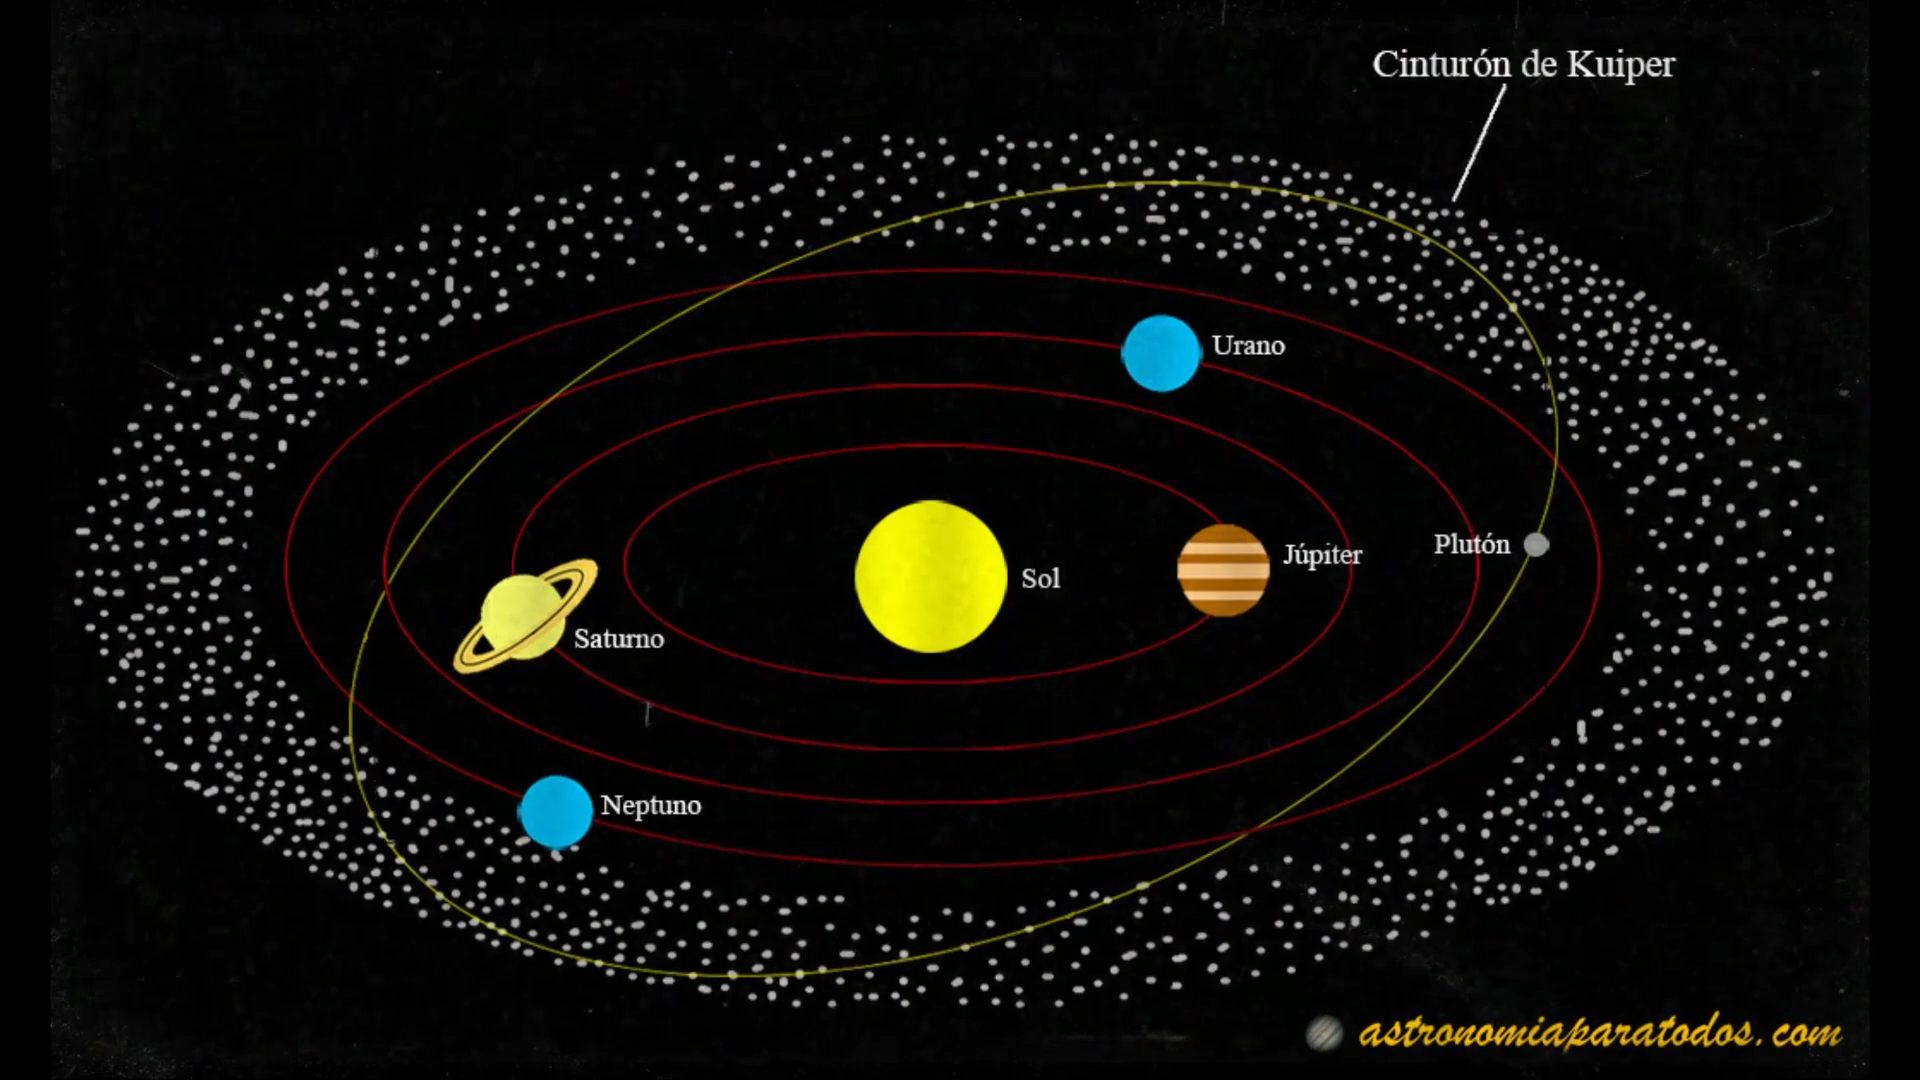 Cinturón de Kuiper
Urano
Plutón
Júpiter
Sol
Saturno
Neptuno
astronomiaparatodos.com